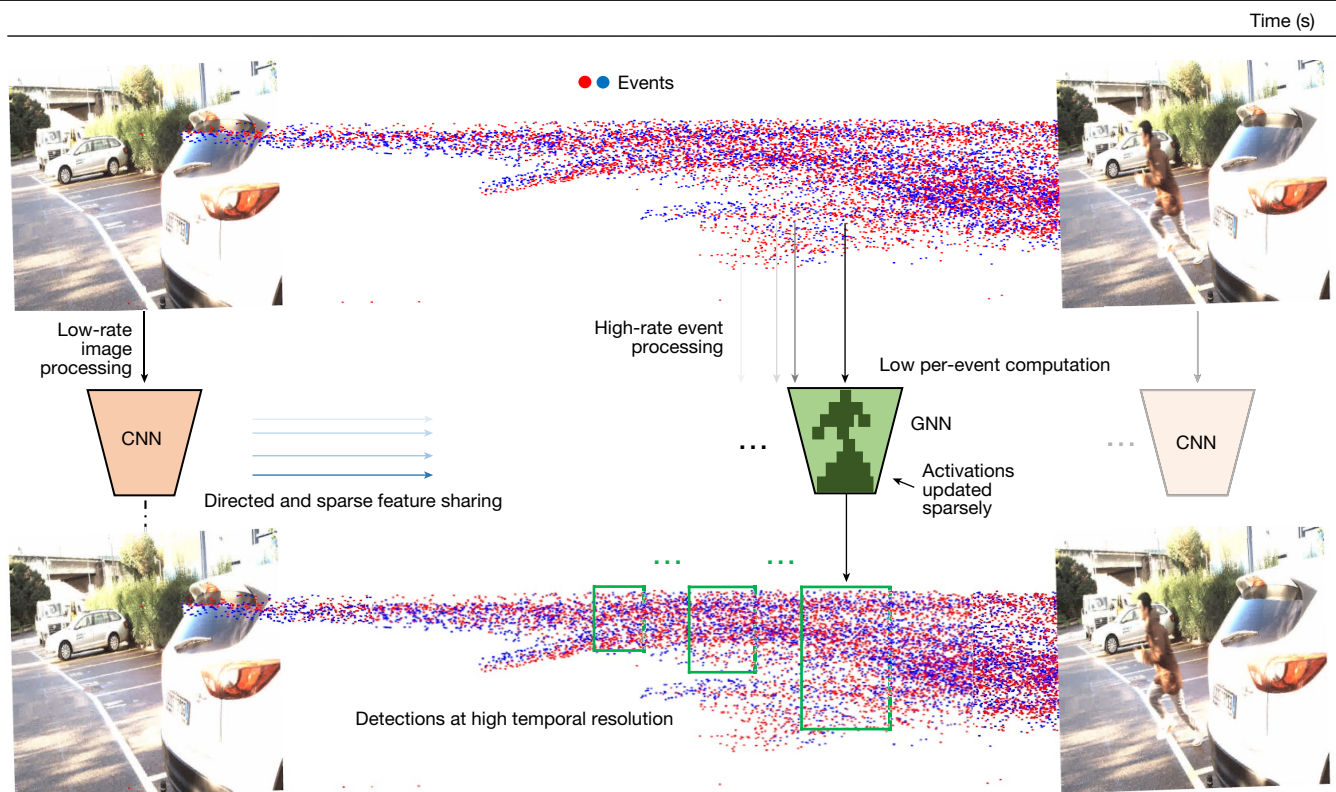 Time (s)
Events
Low-rate
image
processing
High-rate event
processing
Low per-event computation
CNN
GNN
CNN
Activations
updated
sparsely
Directed and sparse feature sharing
Detections at high temporal resolution